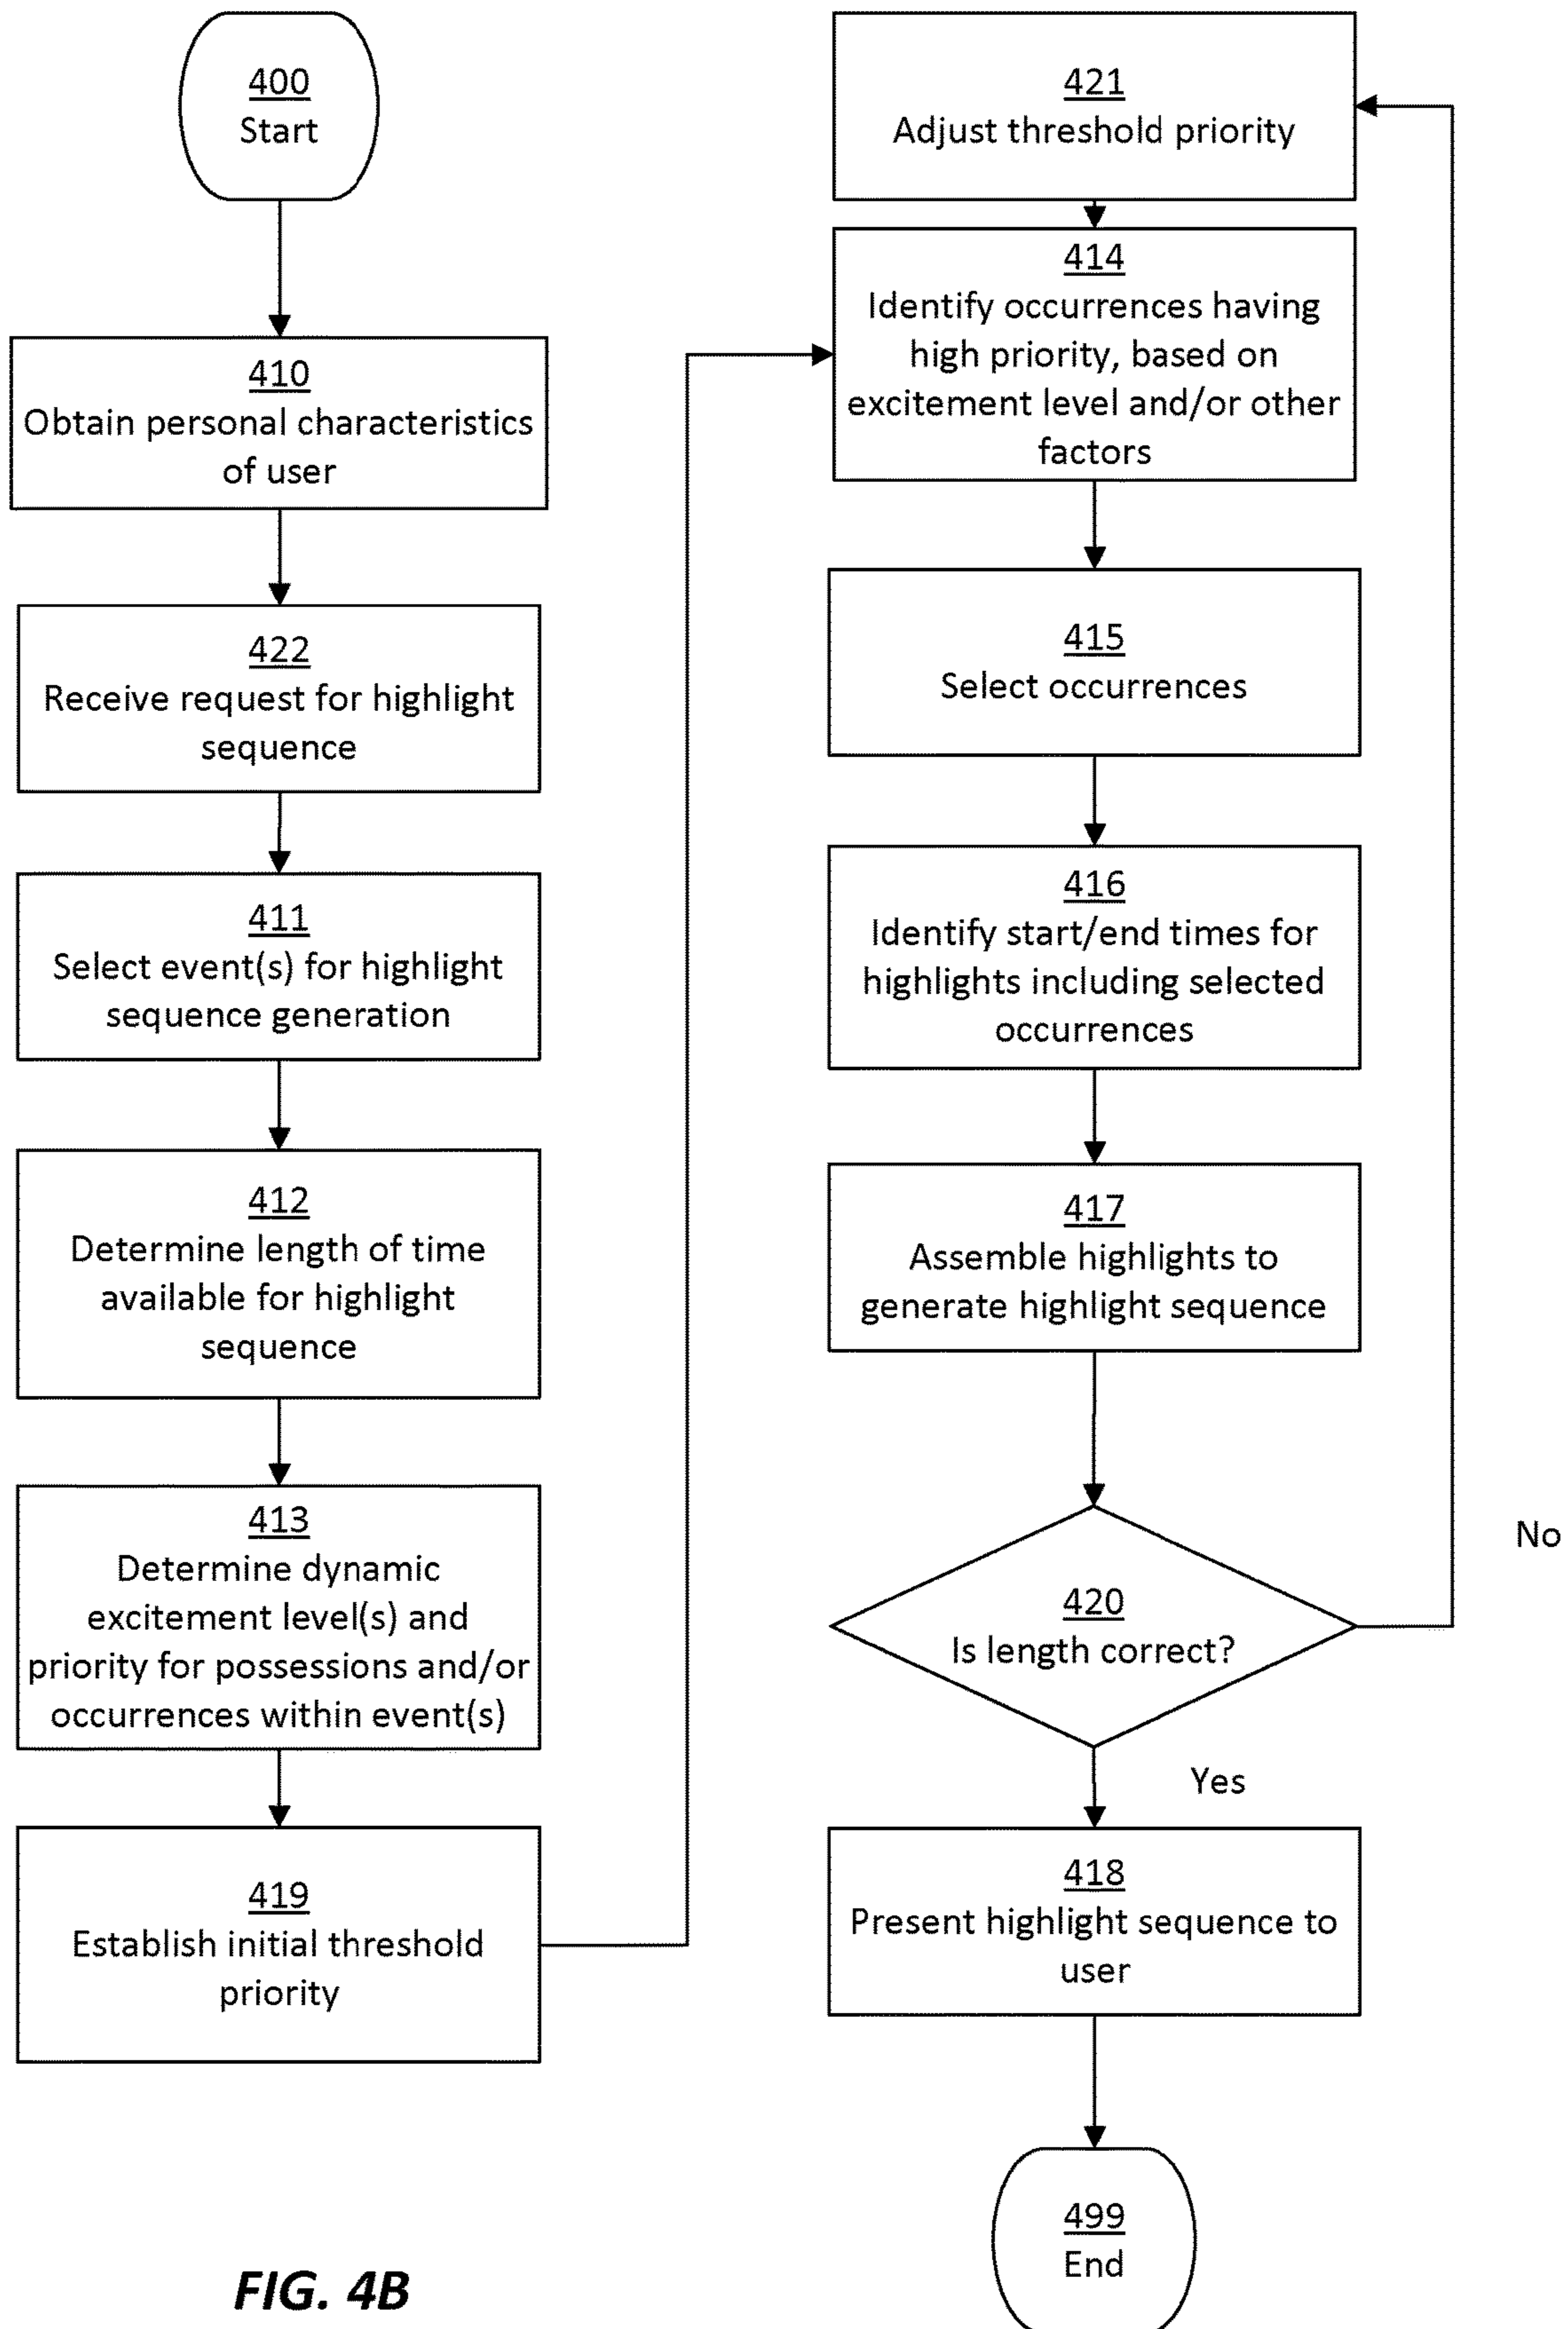 400
Start
410
Obtain personal characteristics
of user
422
Receive request for highlight
sequence
411
Select event(s) for highlight
sequence generation
412
Determine length of time
available for highlight
sequence
413
Determine dynamic
excitement level(s) and
priority for possessions and/or
occurrences within event(s)
419
Establish initial threshold
priority
421
Adjust threshold priority
414
Identify occurrences having
high priority, based on
excitement level and/or other
factors
415
Select occurrences
416
Identify start/end times for
highlights including selected
occurrences
417
Assemble highlights to
generate highlight sequence
420
Is length correct?
No
Yes
418
Present highlight sequence to
user
499
End
FIG. 4B